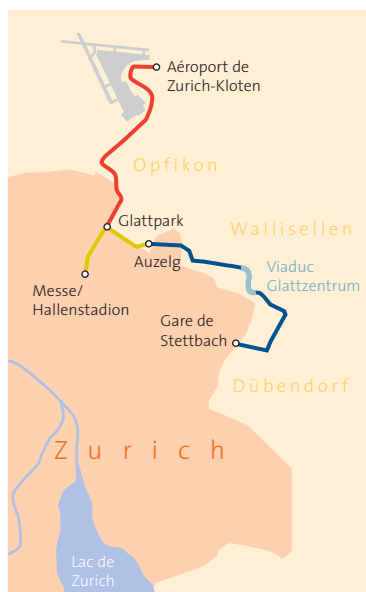 Aéroport de
Zurich-Kloten
Opfikon
Glattpark
Wallisellen
Auzelg
Viaduc
Glattzentrum
Messe/
Hallenstadion
Gare de
Stettbach
Dübendorf
Zurich
Lac de
Zurich